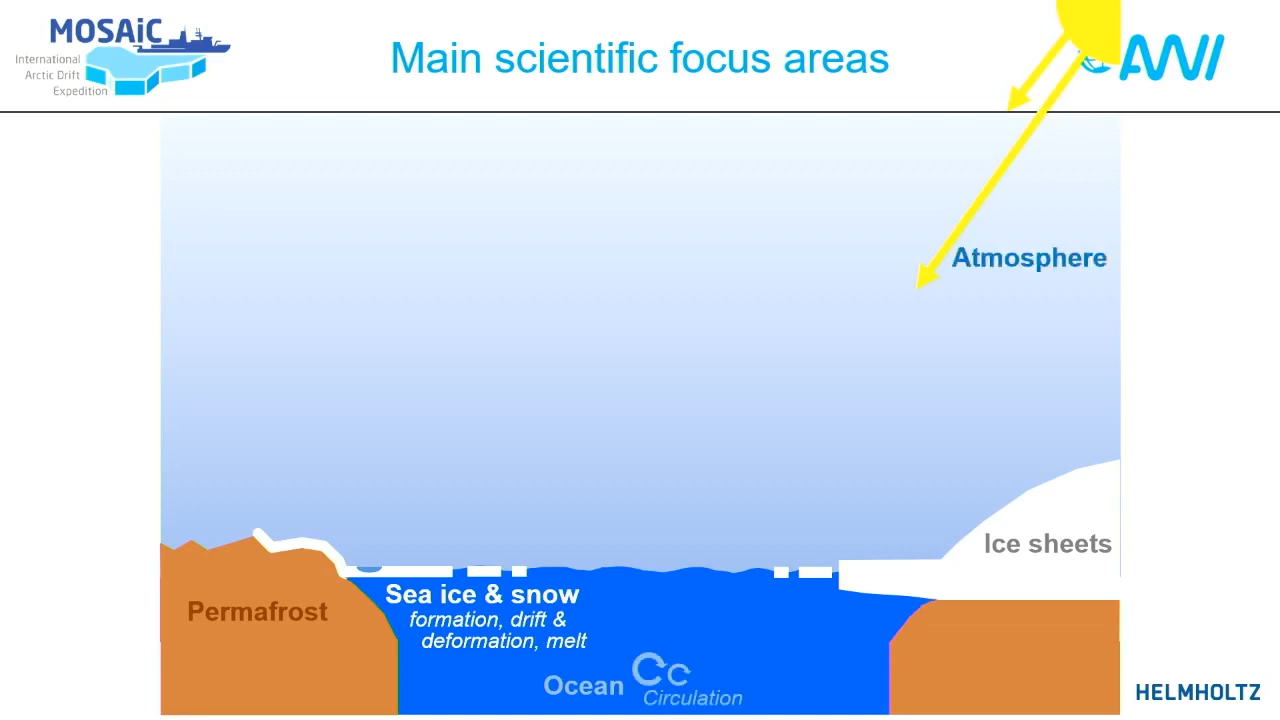 MOSAiC
International
Arctic Drift
Expedition
Main scientific focus areas
AWI
Atmosphere
Ice sheets
Permafrost
Sea ice & snow
formation, drift &
deformation, melt
Ocean
Circulation
HELMHOLTZ